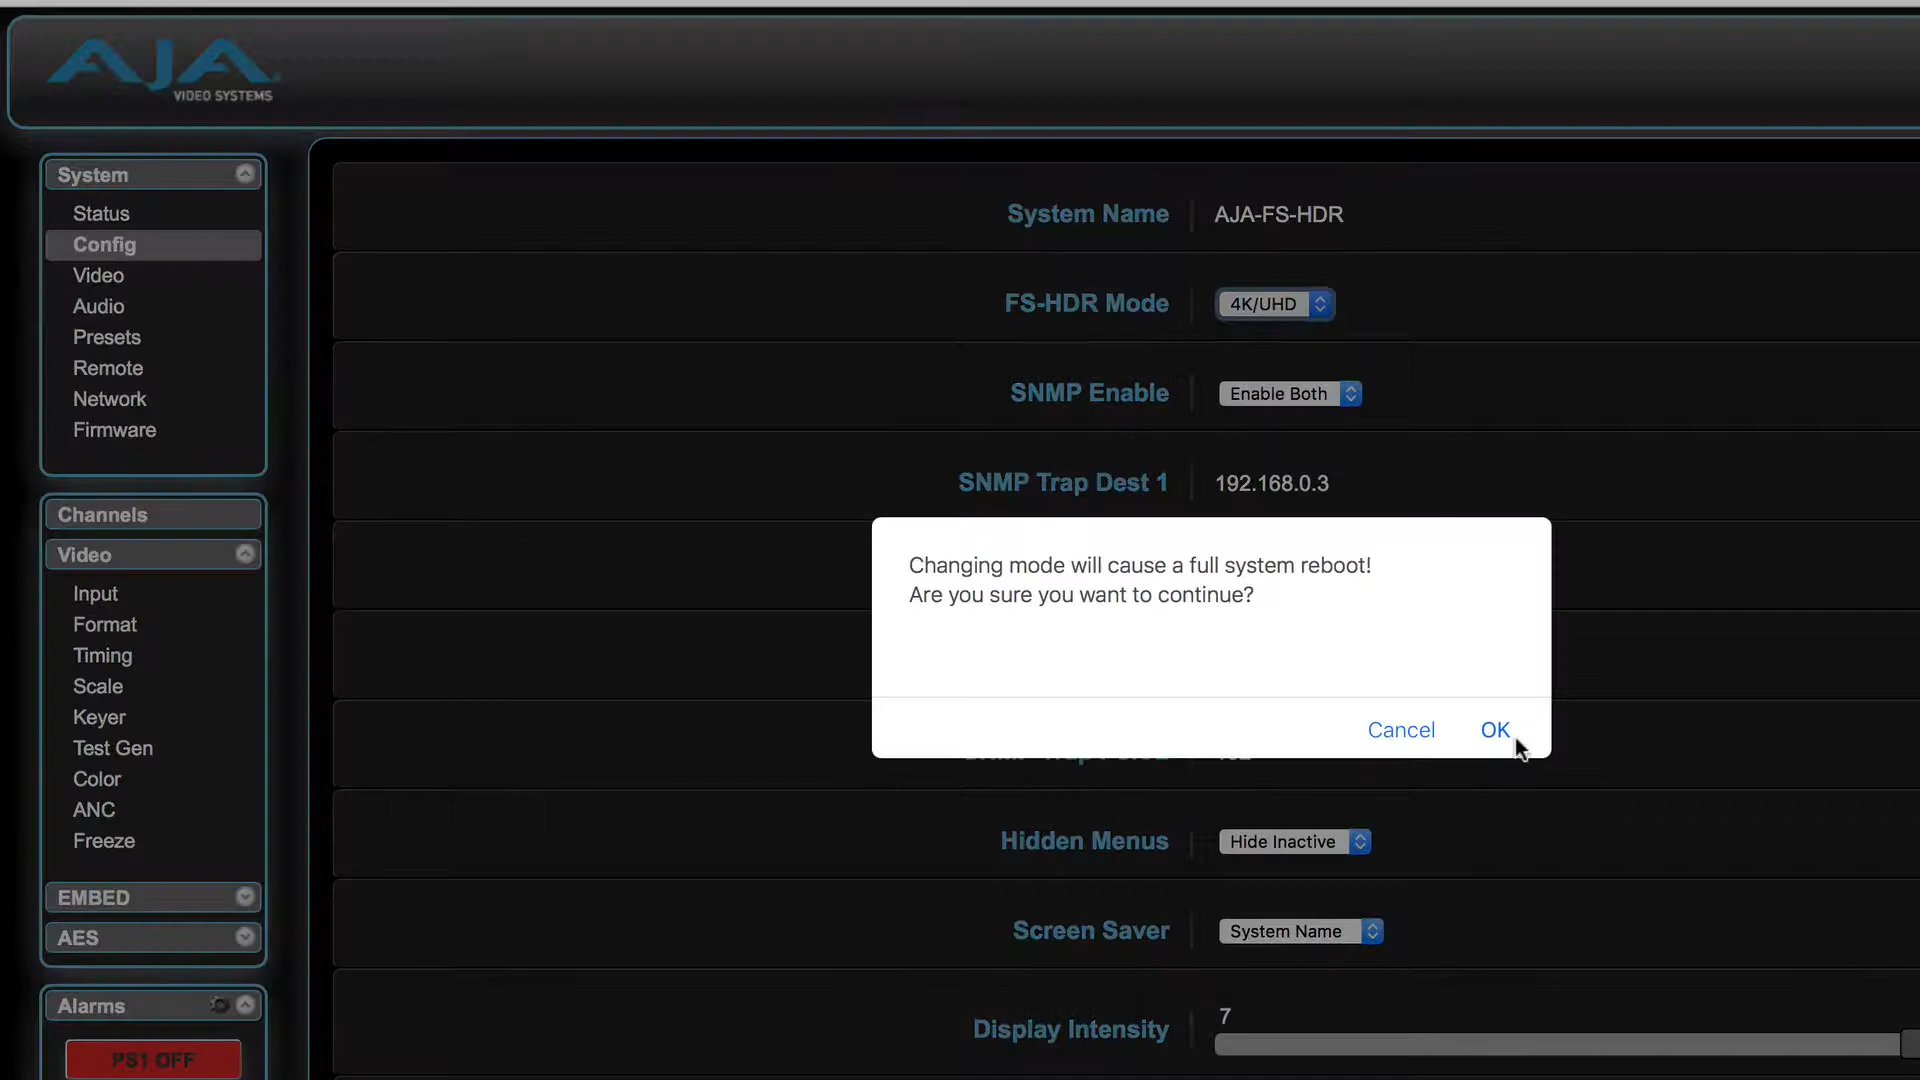 AJA
VIDEO SYSTEMS
System
Status
Config
Video
Audio
Presets
Remote
Network
Firmware
Channels
Video
Input
Format
Timing
Scale
Keyer
Test Gen
Color
ANC
Freeze
EMBED
AES
Alarms
PS1 OFF
System Name AJA-FS-HDR
FS-HDR Mode 4K/UHD
SNMP Enable Enable Both
SNMP Trap Dest 1 192.168.0.3
Changing mode will cause a full system reboot!
Are you sure you want to continue?
Cancel OK
Hidden Menus Hide Inactive
Screen Saver System Name
7
Display Intensity